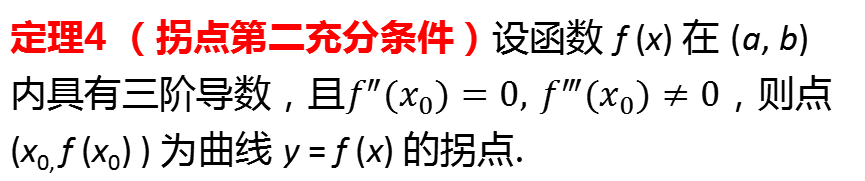 定理4 （拐点第二充分条件）设函数 f (x) 在 (a, b)
内具有三阶导数，且f″(x₀) = 0, f‴(x₀) ≠ 0，则点
(x₀, f (x₀) ) 为曲线 y = f (x) 的拐点.